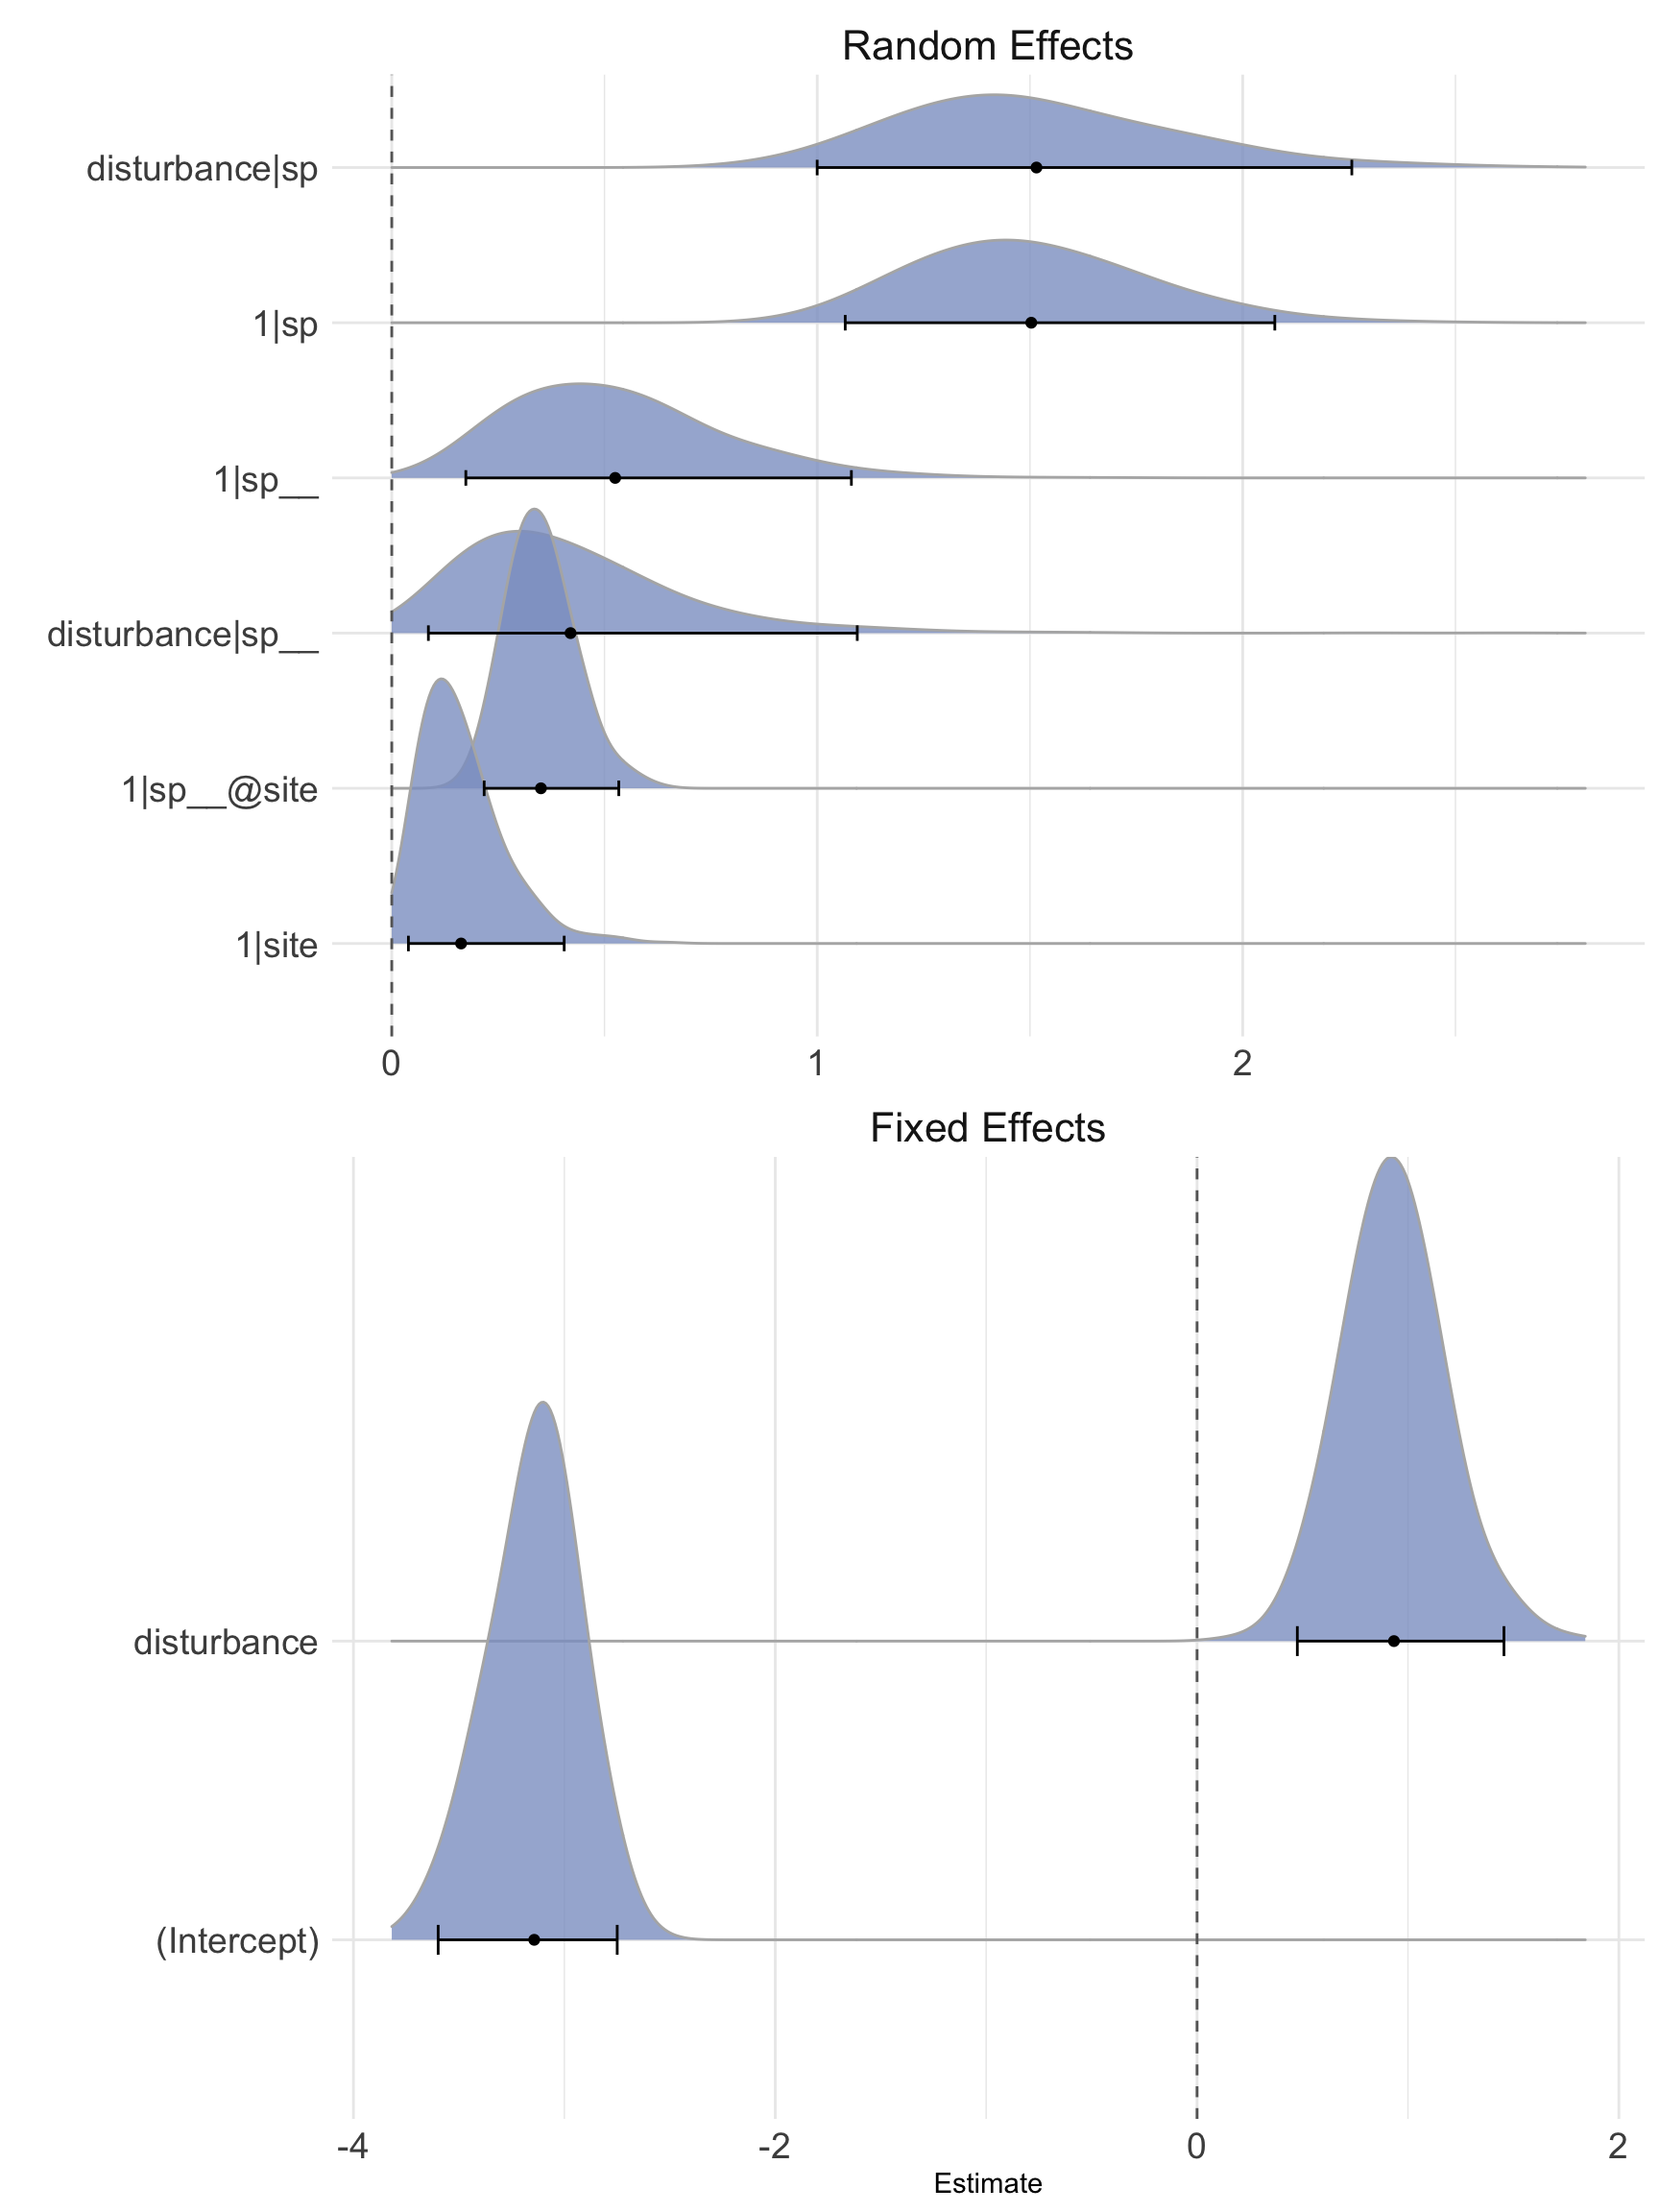 Random Effects
disturbance|sp
1|sp
1|sp__
disturbance|sp__
1|sp__@site
1|site
0 1 2
Fixed Effects
disturbance
(Intercept)
-4 -2 0 2
Estimate